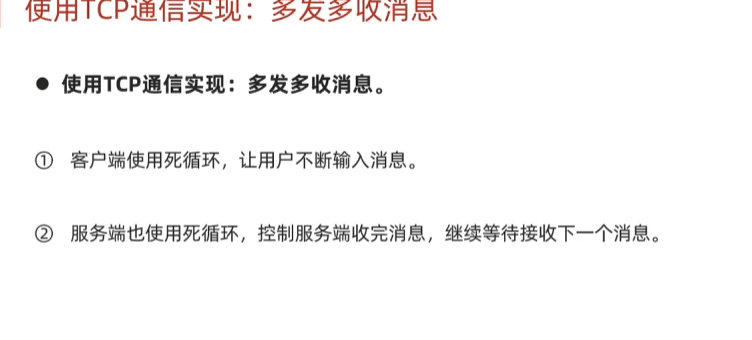 使用TCP通信实现：多发多收消息
● 使用TCP通信实现：多发多收消息。
① 客户端使用死循环，让用户不断输入消息。
② 服务端也使用死循环，控制服务端收完消息，继续等待接收下一个消息。